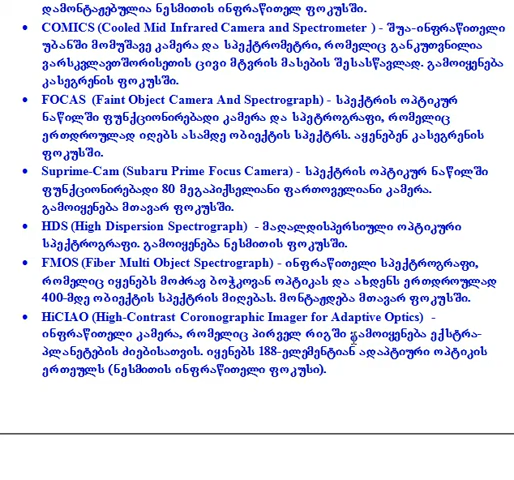 დამონტაჟებულია ნესმითის ინფრაწითელ ფოკუსში.
• COMICS (Cooled Mid Infrared Camera and Spectrometer ) - შუა-ინფრაწითელი
უბანში მომუშავე კამერა და სპექტრომეტრი, რომელიც განკუთვნილია
ვარსკვლავთშორისეთის ცივი მტვრის მასების შესასწავლად. გამოიყენება
კასეგრენის ფოკუსში.
• FOCAS  (Faint Object Camera And Spectrograph) - სპექტრის ოპტიკურ
ნაწილში ფუნქციონირებადი კამერა და სპეტროგრაფი, რომელიც
ერთდროულად იღებს ასამდე ობიექტის სპექტრს. აყენებენ კასეგრენის
ფოკუსში.
• Suprime-Cam (Subaru Prime Focus Camera) - სპექტრის ოპტიკურ ნაწილში
ფუნქციონირებადი 80 მეგაპიქსელიანი ფართოველიანი კამერა.
გამოიყენება მთავარ ფოკუსში.
• HDS (High Dispersion Spectrograph)  - მაღალდისპერსიული ოპტიკური
სპექტროგრაფი. გამოიყენება ნესმითის ფოკუსში.
• FMOS (Fiber Multi Object Spectrograph) - ინფრაწითელი სპექტროგრაფი,
რომელიც იყენებს მოძრავ ბოჭკოვან ოპტიკას და ახდენს ერთდროულად
400-მდე ობიექტის სპექტრის მიღებას. მონტაჟდება მთავარ ფოკუსში.
• HiCIAO (High-Contrast Coronographic Imager for Adaptive Optics)  -
ინფრაწითელი კამერა, რომელიც პირველ რიგში გამოიყენება ექსტრა-
პლანეტების ძიებისათვის. იყენებს 188-ელემენტიან ადაპტიური ოპტიკის
ერთეულს (ნესმითის ინფრაწითელი ფოკუსი).